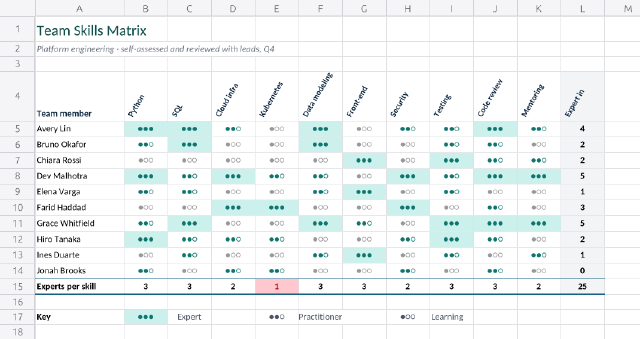 A B C D E F G H I J K L M
1 Team Skills Matrix
2 Platform engineering - self-assessed and reviewed with leads, Q4
3
4 Team member Python SQL Cloud infra Kubernetes Data modeling Front-end Security Testing Code review Mentoring Expert in
5 Avery Lin 4
6 Bruno Okafor 2
7 Chiara Rossi 2
8 Dev Malhotra 5
9 Elena Varga 1
10 Farid Haddad 3
11 Grace Whitfield 5
12 Hiro Tanaka 2
13 Ines Duarte 1
14 Jonah Brooks 0
15 Experts per skill 3 3 2 1 3 3 2 3 3 2 25
16
17 Key Expert Practitioner Learning
18